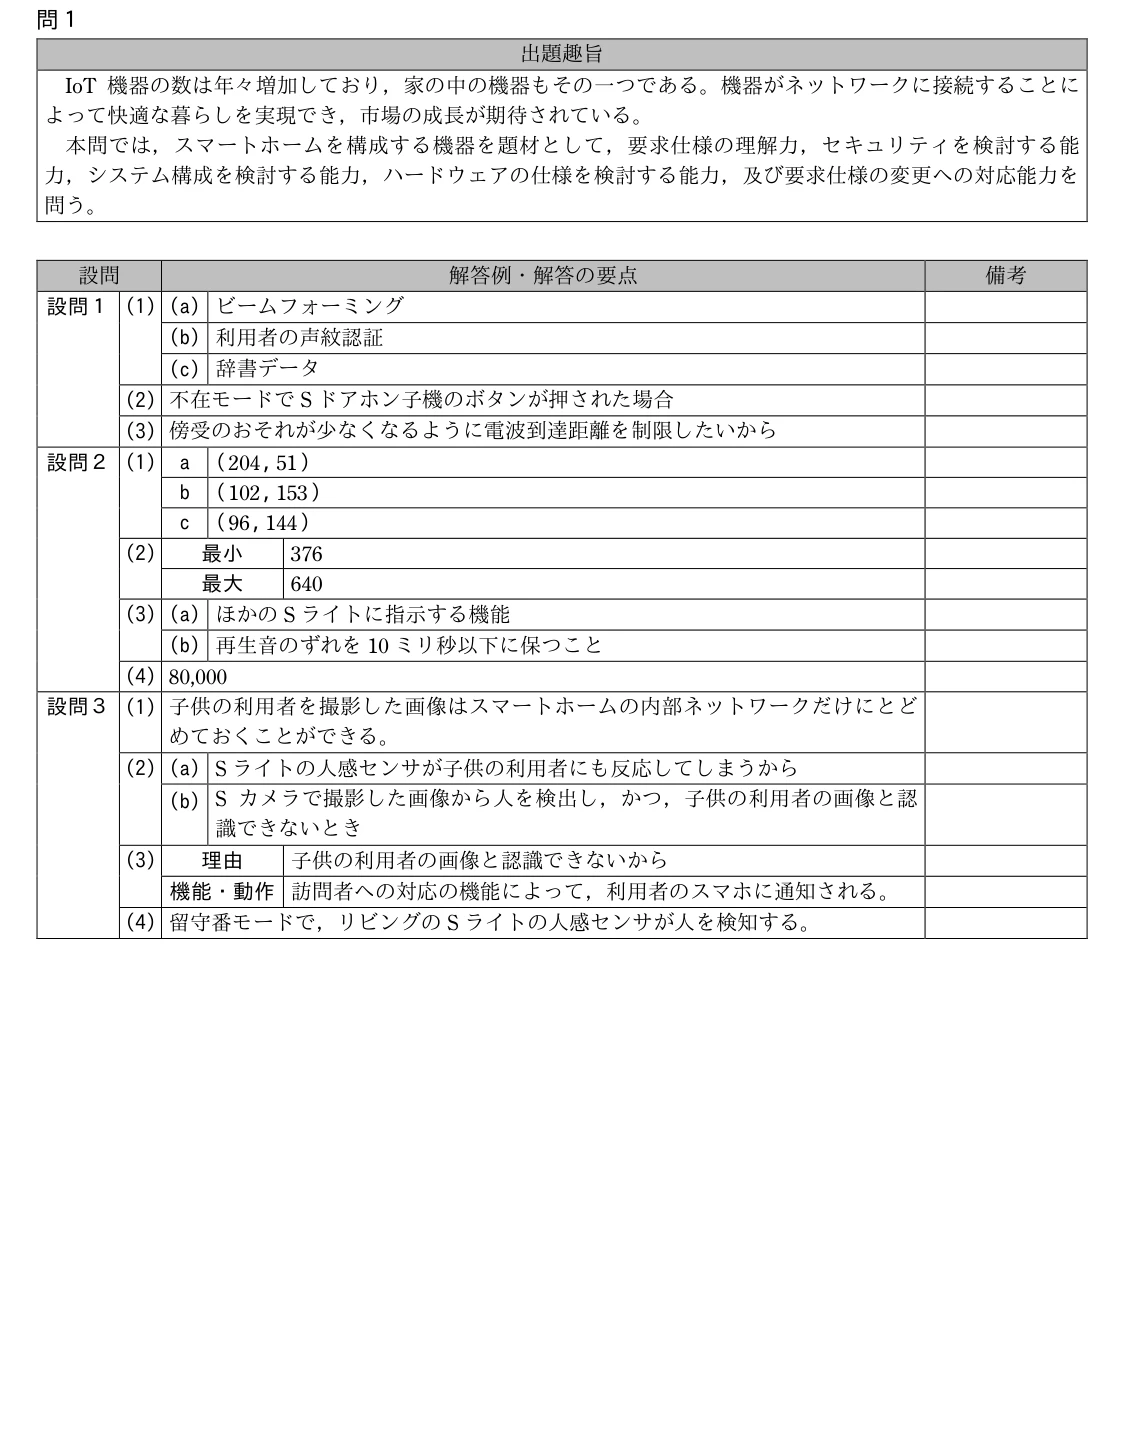 問1
出題趣旨
IoT 機器の数は年々増加しており，家の中の機器もその一つである。機器がネットワークに接続することに
よって快適な暮らしを実現でき，市場の成長が期待されている。
本問では，スマートホームを構成する機器を題材として，要求仕様の理解力，セキュリティを検討する能
力，システム構成を検討する能力，ハードウェアの仕様を検討する能力，及び要求仕様の変更への対応能力を
問う。
設問 解答例・解答の要点 備考
設問1 (1) (a) ビームフォーミング
(b) 利用者の声紋認証
(c) 辞書データ
(2) 不在モードで S ドアホン子機のボタンが押された場合
(3) 傍受のおそれが少なくなるように電波到達距離を制限したいから
設問2 (1) a （204, 51）
b （102, 153）
c （96, 144）
(2) 最小 376
最大 640
(3) (a) ほかの S ライトに指示する機能
(b) 再生音のずれを 10 ミリ秒以下に保つこと
(4) 80,000
設問3 (1) 子供の利用者を撮影した画像はスマートホームの内部ネットワークだけにとど
めておくことができる。
(2) (a) S ライトの人感センサが子供の利用者にも反応してしまうから
(b) S カメラで撮影した画像から人を検出し，かつ，子供の利用者の画像と認
識できないとき
(3) 理由 子供の利用者の画像と認識できないから
機能・動作 訪問者への対応の機能によって，利用者のスマホに通知される。
(4) 留守番モードで，リビングの S ライトの人感センサが人を検知する。